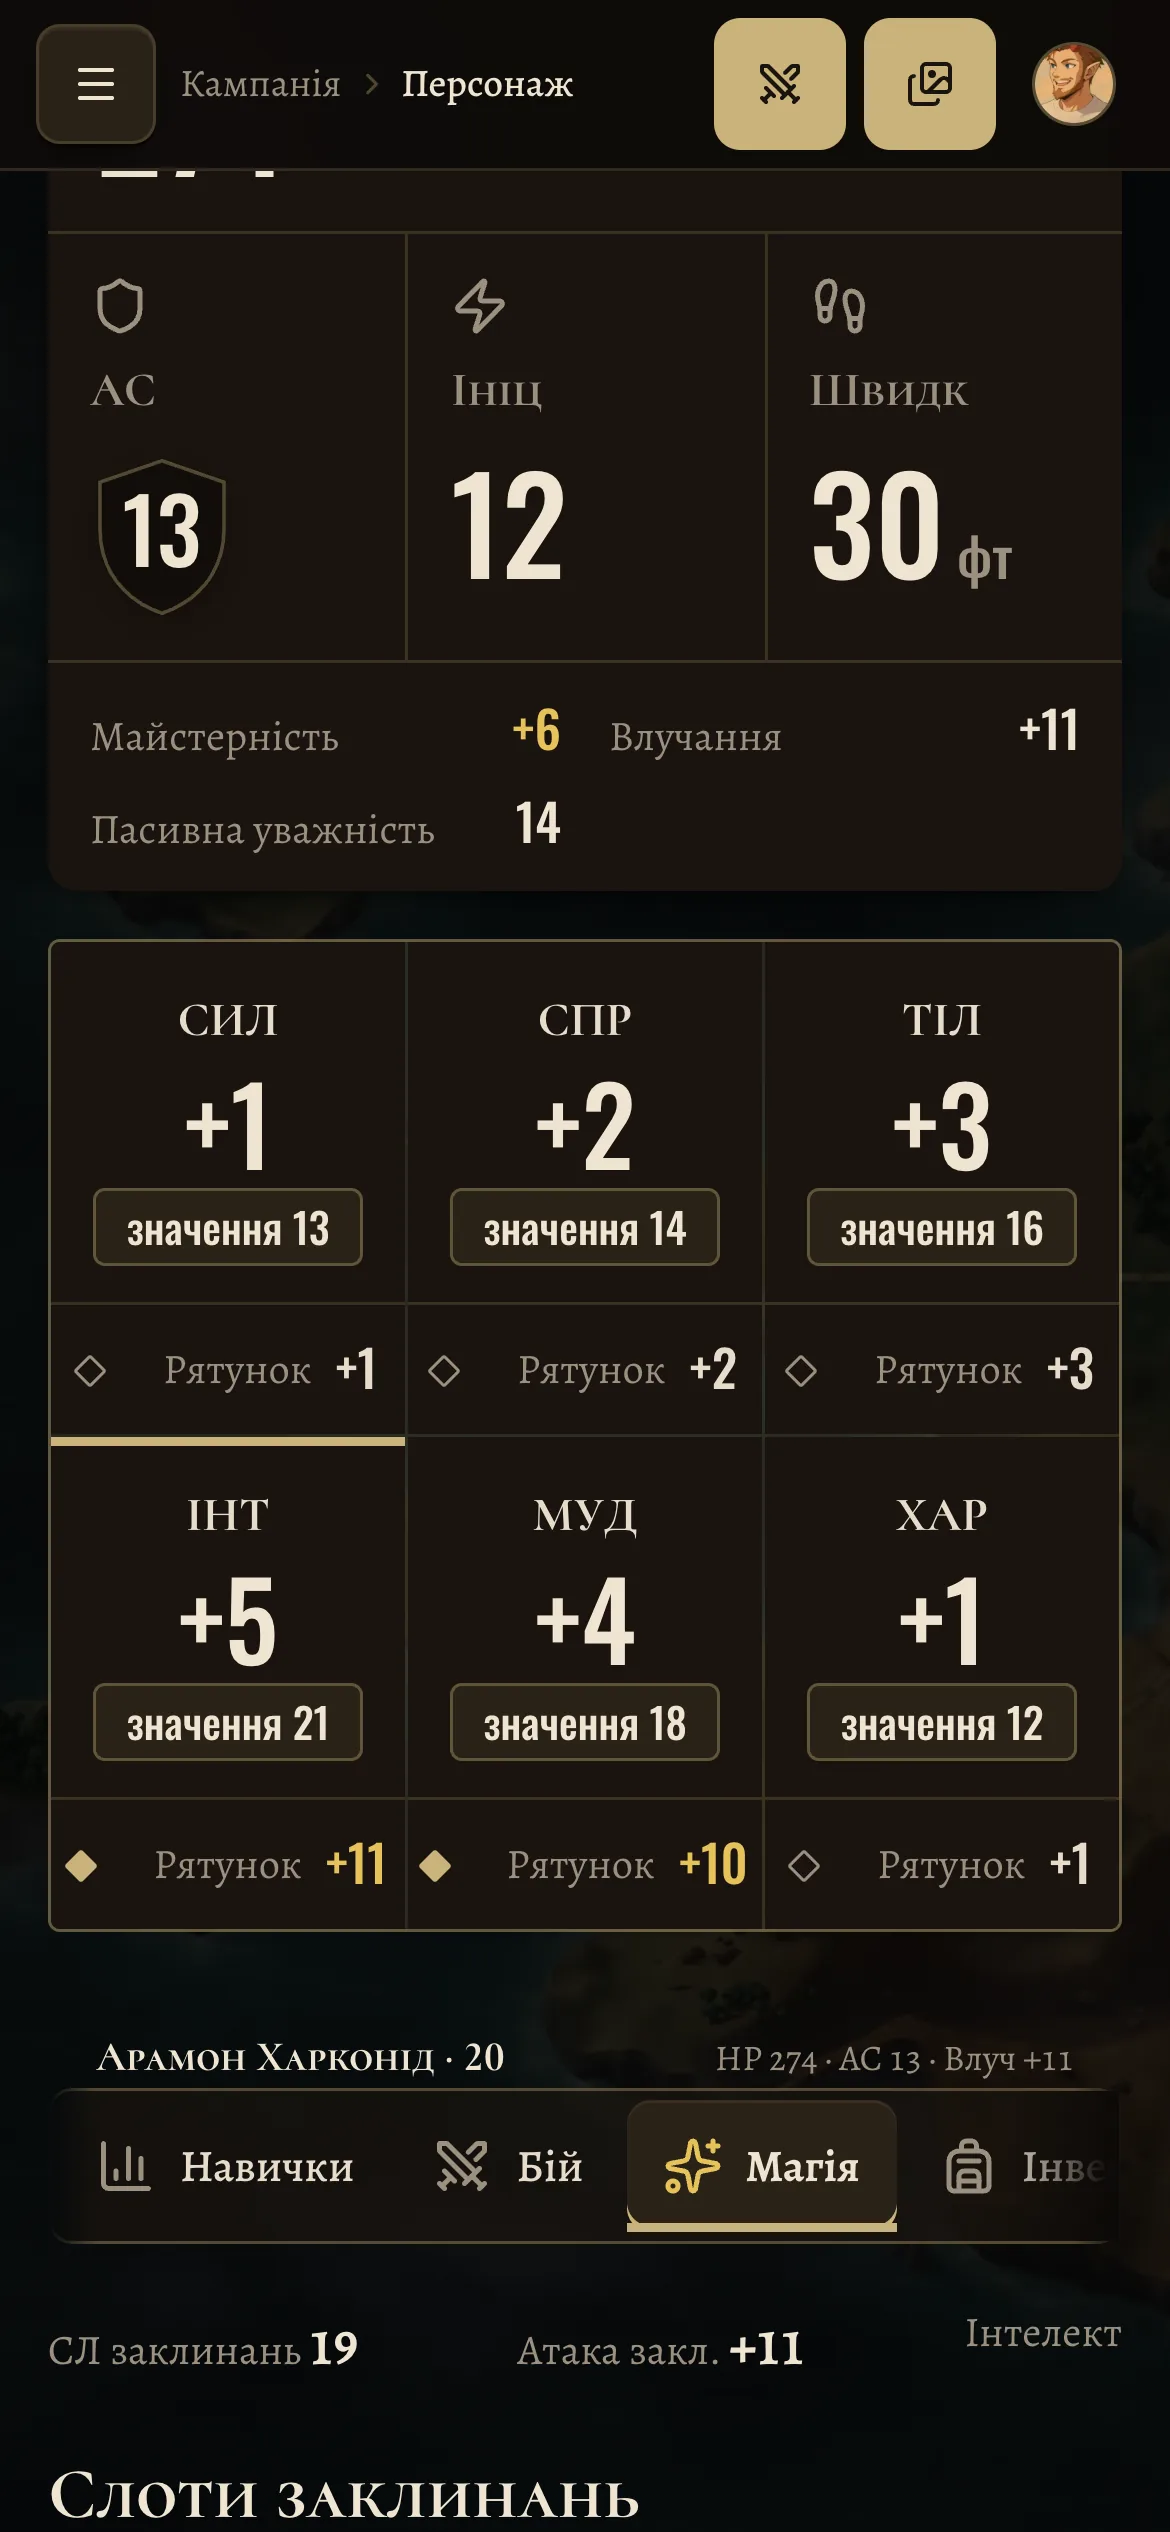 Кампанія > Персонаж
АС Ініц Швидк
13 12 30 фт
Майстерність +6 Влучання +11
Пасивна уважність 14
СИЛ СПР ТІЛ
+1 +2 +3
значення 13 значення 14 значення 16
Рятунок +1 Рятунок +2 Рятунок +3
ІНТ МУД ХАР
+5 +4 +1
значення 21 значення 18 значення 12
Рятунок +11 Рятунок +10 Рятунок +1
Арамон Харконід · 20 HP 274 · AC 13 · Влуч +11
Навички Бій Магія Інве
СЛ заклинань 19 Атака закл. +11 Інтелект
Слоти заклинань